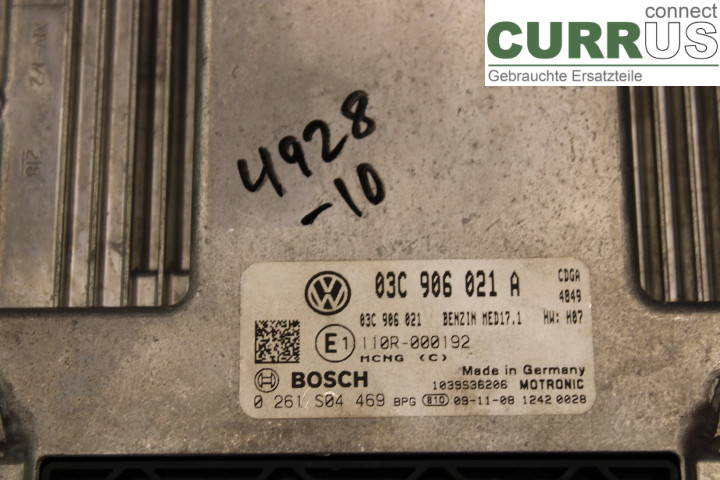 connect
CURRUS
Gebrauchte Ersatzteile
4928
-10
03C 906 021 A
CDGA
4849
03C 906 021 BENZIN MED17.1 HW: H07
E1 110R-000192
MCNG (C)
Made in Germany
BOSCH
1039S36206 MOTRONIC
0 261 S04 469 BPG 810 09-11-08 1242 0028